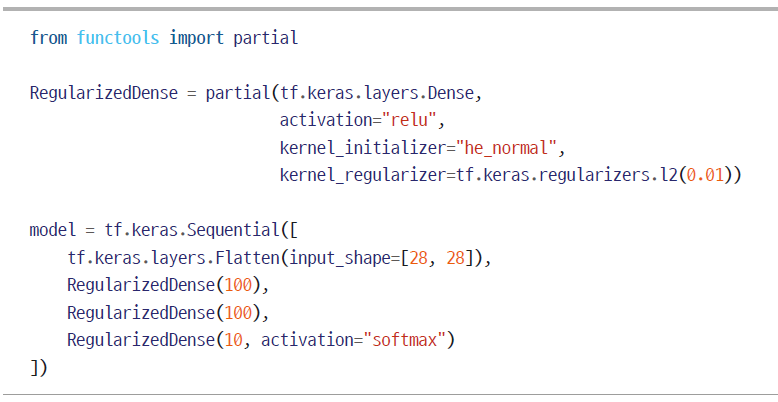 from functools import partial
RegularizedDense = partial(tf.keras.layers.Dense,
                           activation="relu",
                           kernel_initializer="he_normal",
                           kernel_regularizer=tf.keras.regularizers.l2(0.01))
model = tf.keras.Sequential([
    tf.keras.layers.Flatten(input_shape=[28, 28]),
    RegularizedDense(100),
    RegularizedDense(100),
    RegularizedDense(10, activation="softmax")
])